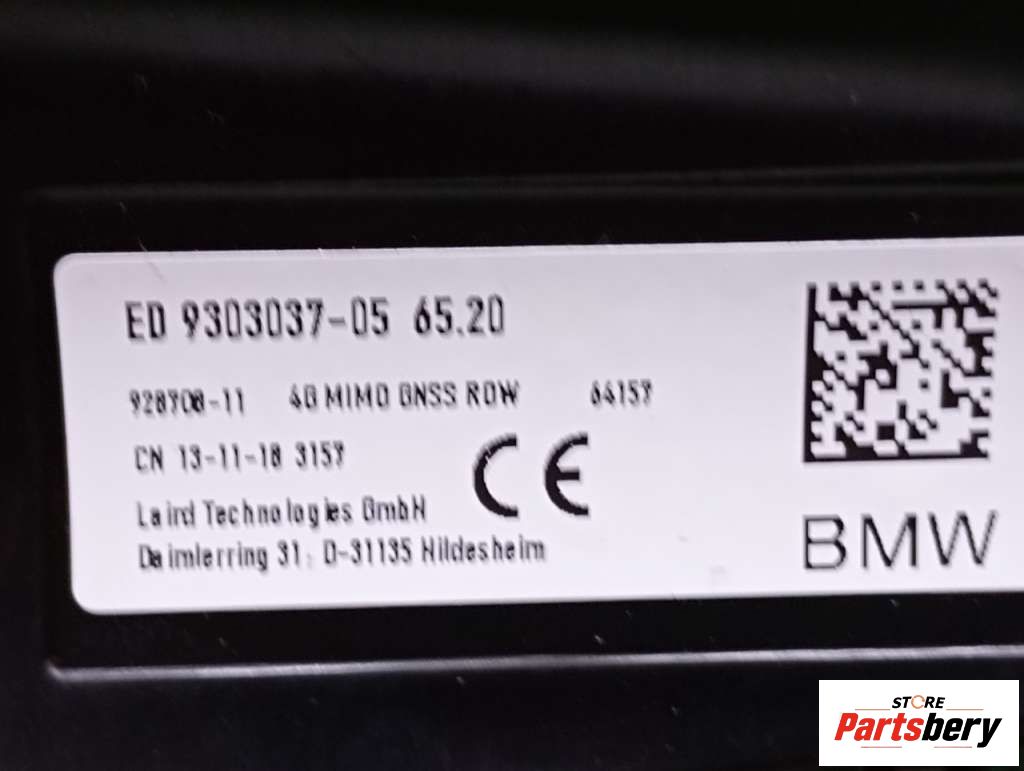 ED 9303037-05 65.20
928708-11 4G MIMO GNSS ROW 64157
CN 13-11-18 3157
CE
Laird Technologies GmbH
Daimlerring 31, D-31135 Hildesheim
BMW
STORE
Partsbery